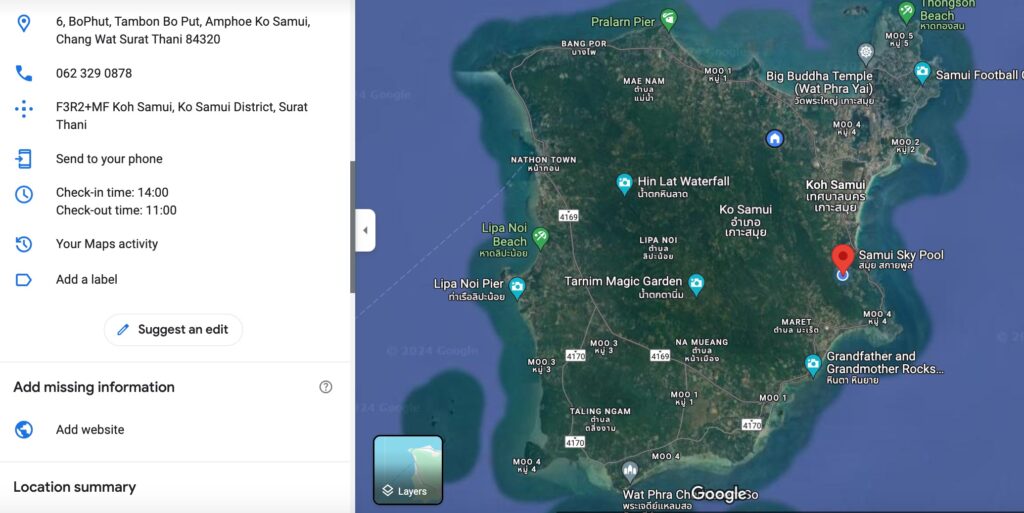 6, BoPhut, Tambon Bo Put, Amphoe Ko Samui,
Chang Wat Surat Thani 84320
062 329 0878
F3R2+MF Koh Samui, Ko Samui District, Surat
Thani
Send to your phone
Check-in time: 14:00
Check-out time: 11:00
Your Maps activity
Add a label
Suggest an edit
Add missing information
Add website
Location summary
Pralarn Pier
Thongson
Beach
หาดทองสน
MOO 5
หมู่ 5
BANG POR
บางโพ
MOO 1
หมู่ 1
Big Buddha Temple
(Wat Phra Yai)
วัดพระใหญ่ เกาะสมุย
Samui Football
MAE NAM
ตำบล
แม่น้ำ
MOO 4
หมู่ 4
MOO 2
หมู่ 2
NATHON TOWN
หน้าทอน
Hin Lat Waterfall
น้ำตกหินลาด
Koh Samui
เทศบาลนคร
เกาะสมุย
Ko Samui
อำเภอ
เกาะสมุย
4169
Lipa Noi
Beach
หาดลิปะน้อย
LIPA NOI
ตำบล
ลิปะน้อย
Samui Sky Pool
สมุย สกายพูล
Lipa Noi Pier
ท่าเรือลิปะน้อย
Tarnim Magic Garden
น้ำตกตานิ่ม
MOO 4
หมู่ 4
MARET
ตำบล มะเร็ต
© 2024 Google
MOO 3
หมู่ 3
4170
4169
NA MUEANG
ตำบล
หน้าเมือง
Grandfather and
Grandmother Rocks...
หินตา หินยาย
MOO 3
หมู่ 3
MOO 1
หมู่ 1
MOO 1
TALING NGAM
ตำบล
ตลิ่งงาม
4170
4170
MOO 4
หมู่ 4
MOO 4
Layers
Wat Phra Ch
พระเจดีย์แหลมสอ
Google